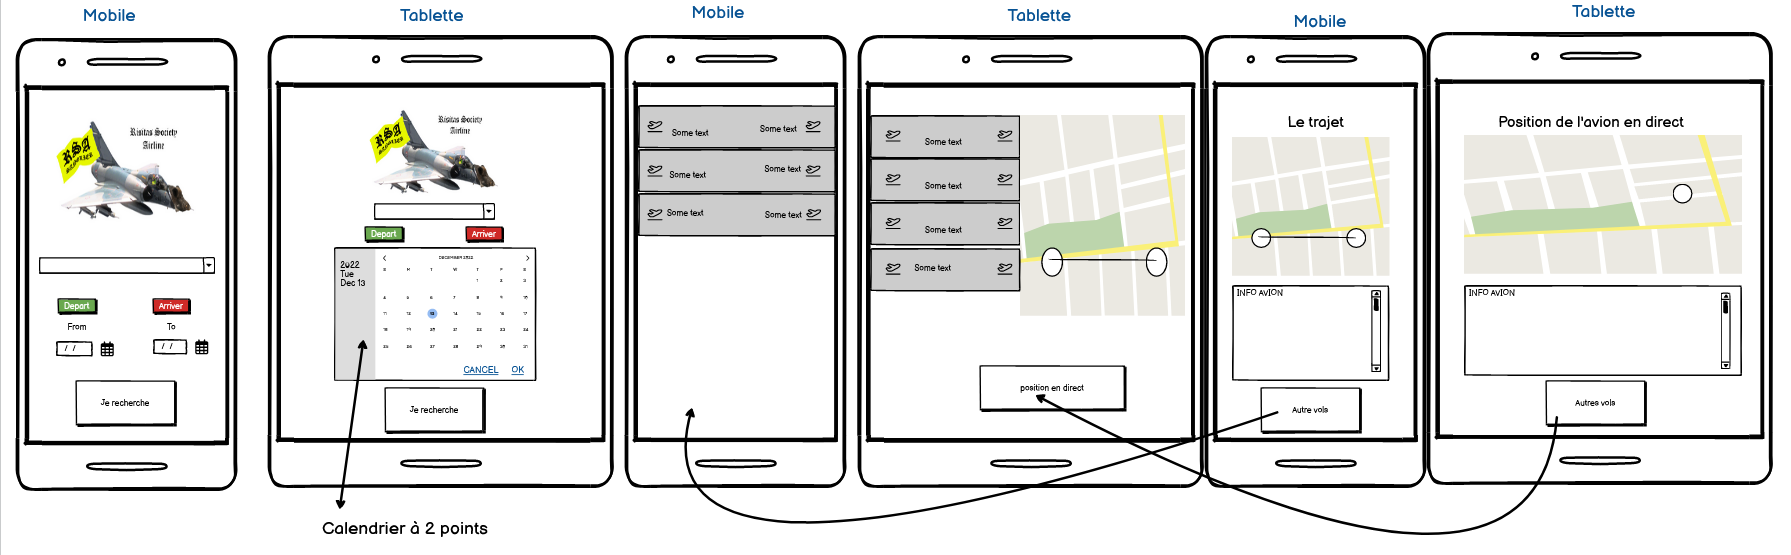 Mobile
RSA
Risitas Society
Airline
Depart
Arriver
From
To
/ /
/ /
Je recherche
Tablette
RSA
Risitas Society
Airline
Depart
Arriver
2022
Tue
Dec 13
DECEMBER 2022
S M T W T F S
1 2 3
4 5 6 7 8 9 10
11 12 13 14 15 16 17
18 19 20 21 22 23 24
25 26 27 28 29 30 31
CANCEL OK
Je recherche
Calendrier à 2 points
Mobile
Some text Some text
Some text Some text
Some text Some text
Tablette
Some text
Some text
Some text
Some text
position en direct
Mobile
Le trajet
INFO AVION
Autre vols
Tablette
Position de l'avion en direct
INFO AVION
Autres vols